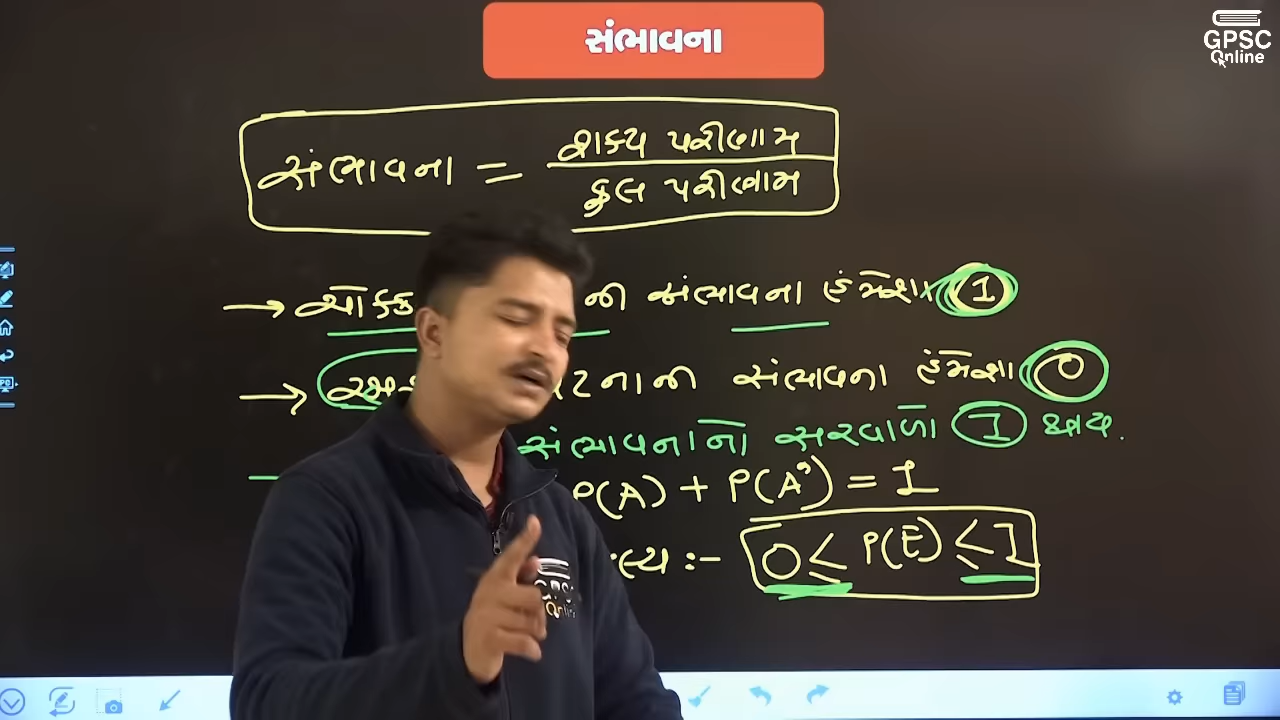 સંભાવના
GPSC
Online
સંભાવના = શક્ય પરીણામ
કુલ પરીણામ
→ ની સંભાવના હંમેશા 1
→ સંભાવના હંમેશા 0
સંભાવનાનો સરવાળો 1 થાય.
P(A) + P(A') = 1
:- 0 ≤ P(E) ≤ 1